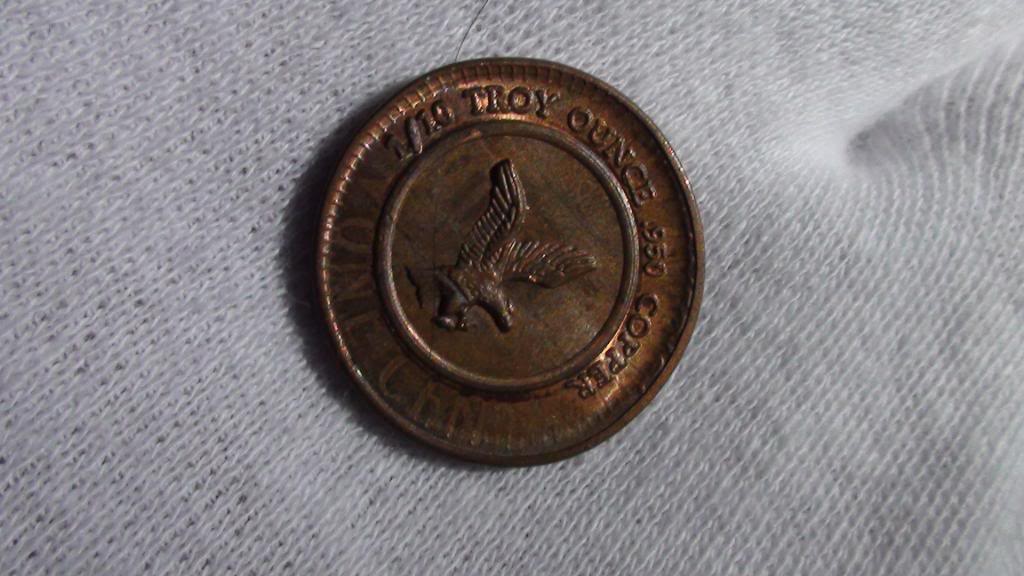 1/10 TROY OUNCE .950 COPPER